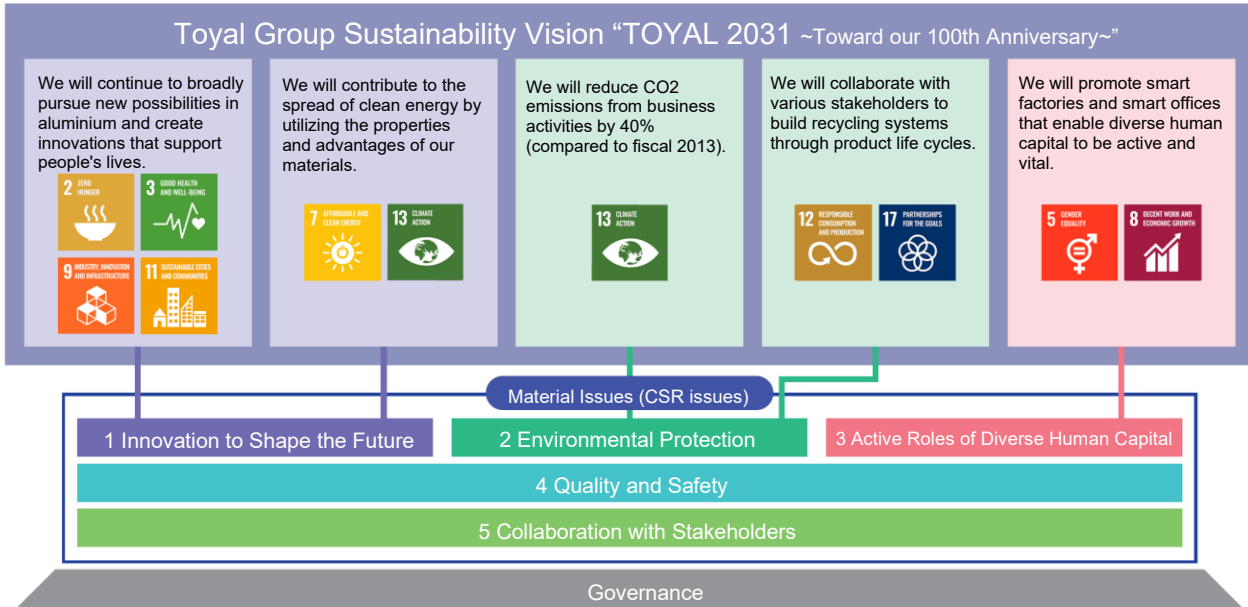 Toyal Group Sustainability Vision “TOYAL 2031 ~Toward our 100th Anniversary~”
We will continue to broadly
pursue new possibilities in
aluminium and create
innovations that support
people's lives.
2 ZERO
HUNGER
3 GOOD HEALTH
AND WELL-BEING
9 INDUSTRY, INNOVATION
AND INFRASTRUCTURE
11 SUSTAINABLE CITIES
AND COMMUNITIES
We will contribute to the
spread of clean energy by
utilizing the properties
and advantages of our
materials.
7 AFFORDABLE AND
CLEAN ENERGY
13 CLIMATE
ACTION
We will reduce CO2
emissions from business
activities by 40%
(compared to fiscal 2013).
13 CLIMATE
ACTION
We will collaborate with
various stakeholders to
build recycling systems
through product life cycles.
12 RESPONSIBLE
CONSUMPTION
AND PRODUCTION
17 PARTNERSHIPS
FOR THE GOALS
We will promote smart
factories and smart offices
that enable diverse human
capital to be active and
vital.
5 GENDER
EQUALITY
8 DECENT WORK AND
ECONOMIC GROWTH
Material Issues (CSR issues)
1 Innovation to Shape the Future
2 Environmental Protection
3 Active Roles of Diverse Human Capital
4 Quality and Safety
5 Collaboration with Stakeholders
Governance